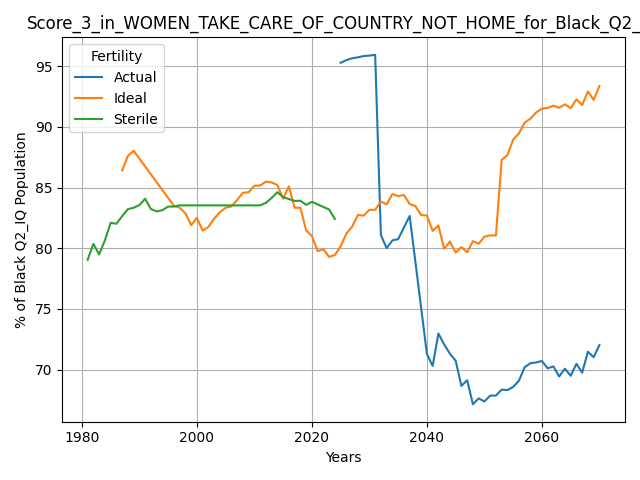 Score_3_in_WOMEN_TAKE_CARE_OF_COUNTRY_NOT_HOME_for_Black_Q2_
Fertility
Actual
Ideal
Sterile
% of Black Q2_IQ Population
95
90
85
80
75
70
1980
2000
2020
2040
2060
Years